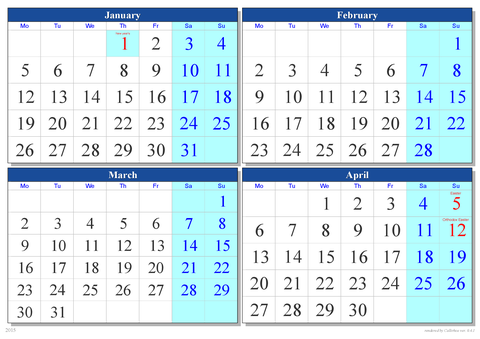 January
Mo Tu We Th Fr Sa Su
1 2 3 4
5 6 7 8 9 10 11
12 13 14 15 16 17 18
19 20 21 22 23 24 25
26 27 28 29 30 31
February
Mo Tu We Th Fr Sa Su
1
2 3 4 5 6 7 8
9 10 11 12 13 14 15
16 17 18 19 20 21 22
23 24 25 26 27 28
March
Mo Tu We Th Fr Sa Su
1
2 3 4 5 6 7 8
9 10 11 12 13 14 15
16 17 18 19 20 21 22
23 24 25 26 27 28 29
30 31
April
Mo Tu We Th Fr Sa Su
Easter
1 2 3 4 5
Orthodox Easter
6 7 8 9 10 11 12
13 14 15 16 17 18 19
20 21 22 23 24 25 26
27 28 29 30